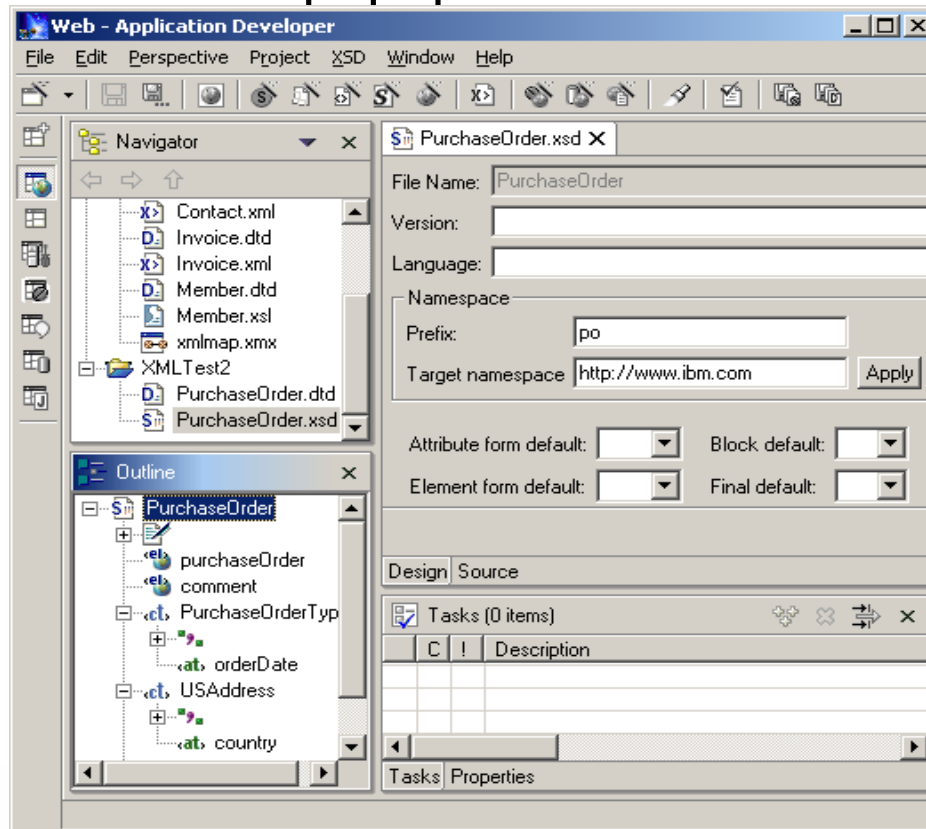 Web - Application Developer
File Edit Perspective Project XSD Window Help
Navigator
Contact.xml
Invoice.dtd
Invoice.xml
Member.dtd
Member.xsl
xmlmap.xmx
XMLTest2
PurchaseOrder.dtd
PurchaseOrder.xsd
Outline
PurchaseOrder
purchaseOrder
comment
PurchaseOrderTyp
orderDate
USAddress
country
PurchaseOrder.xsd
File Name: PurchaseOrder
Version:
Language:
Namespace
Prefix: po
Target namespace http://www.ibm.com Apply
Attribute form default: Block default:
Element form default: Final default:
Design Source
Tasks (0 items)
C ! Description
Tasks Properties